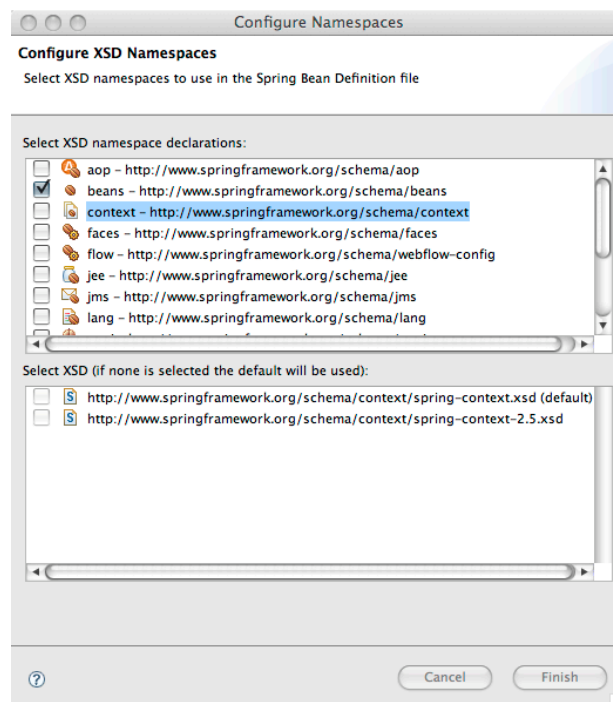 Configure Namespaces
Configure XSD Namespaces
Select XSD namespaces to use in the Spring Bean Definition file
Select XSD namespace declarations:
aop – http://www.springframework.org/schema/aop
beans – http://www.springframework.org/schema/beans
context – http://www.springframework.org/schema/context
faces – http://www.springframework.org/schema/faces
flow – http://www.springframework.org/schema/webflow-config
jee – http://www.springframework.org/schema/jee
jms – http://www.springframework.org/schema/jms
lang – http://www.springframework.org/schema/lang
Select XSD (if none is selected the default will be used):
http://www.springframework.org/schema/context/spring-context.xsd (default)
http://www.springframework.org/schema/context/spring-context-2.5.xsd
Cancel
Finish